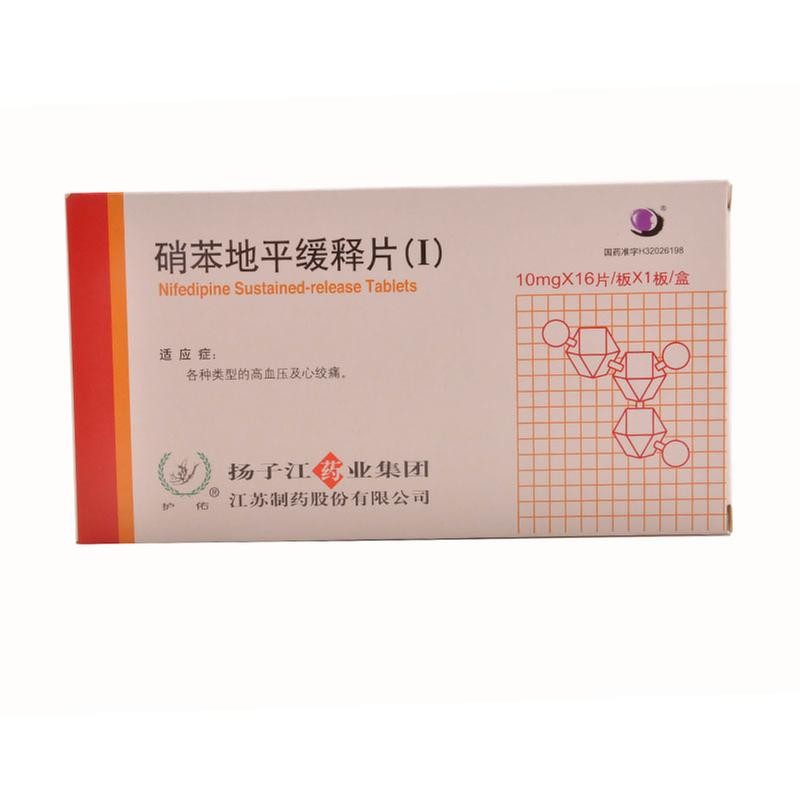 硝苯地平缓释片(I)
Nifedipine Sustained-release Tablets
®
国药准字H32026198
10mgX16片/板X1板/盒
适应症:
各种类型的高血压及心绞痛。
护佑®
扬子江药业集团
江苏制药股份有限公司